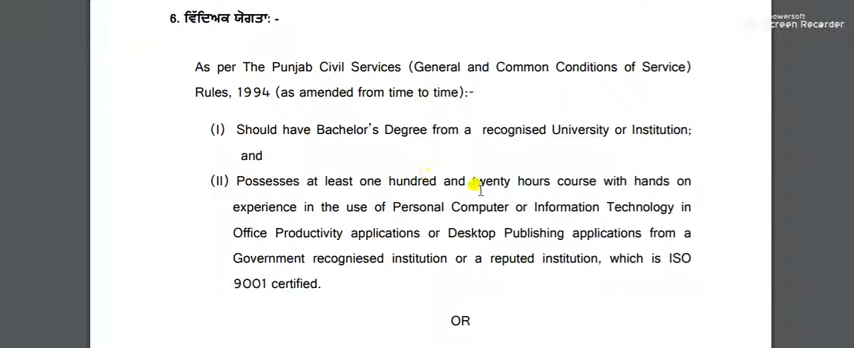 6. ਵਿੱਦਿਅਕ ਯੋਗਤਾ: -
As per The Punjab Civil Services (General and Common Conditions of Service)
Rules, 1994 (as amended from time to time):-
(I) Should have Bachelor's Degree from a recognised University or Institution;
and
(II) Possesses at least one hundred and twenty hours course with hands on
experience in the use of Personal Computer or Information Technology in
Office Productivity applications or Desktop Publishing applications from a
Government recogniesed institution or a reputed institution, which is ISO
9001 certified.
OR
Screen Recorder